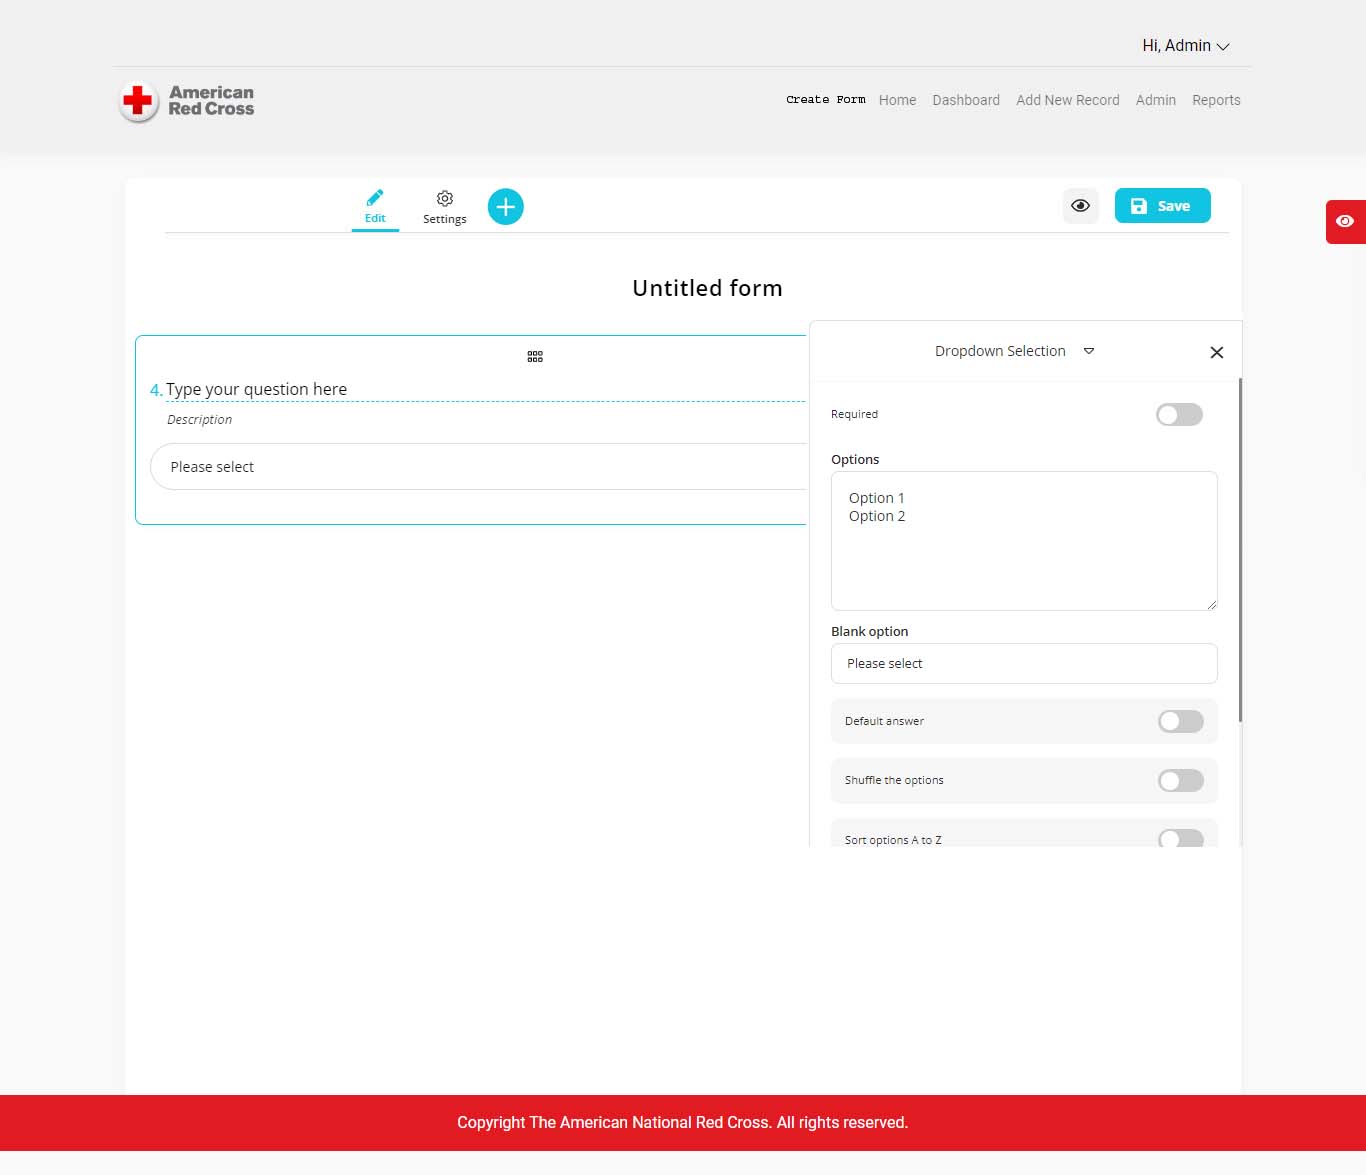 Hi, Admin
American
Red Cross
Create Form Home Dashboard Add New Record Admin Reports
Edit
Settings
Save
Untitled form
Dropdown Selection
4. Type your question here
Description
Please select
Required
Options
Option 1
Option 2
Blank option
Please select
Default answer
Shuffle the options
Sort options A to Z
Copyright The American National Red Cross. All rights reserved.